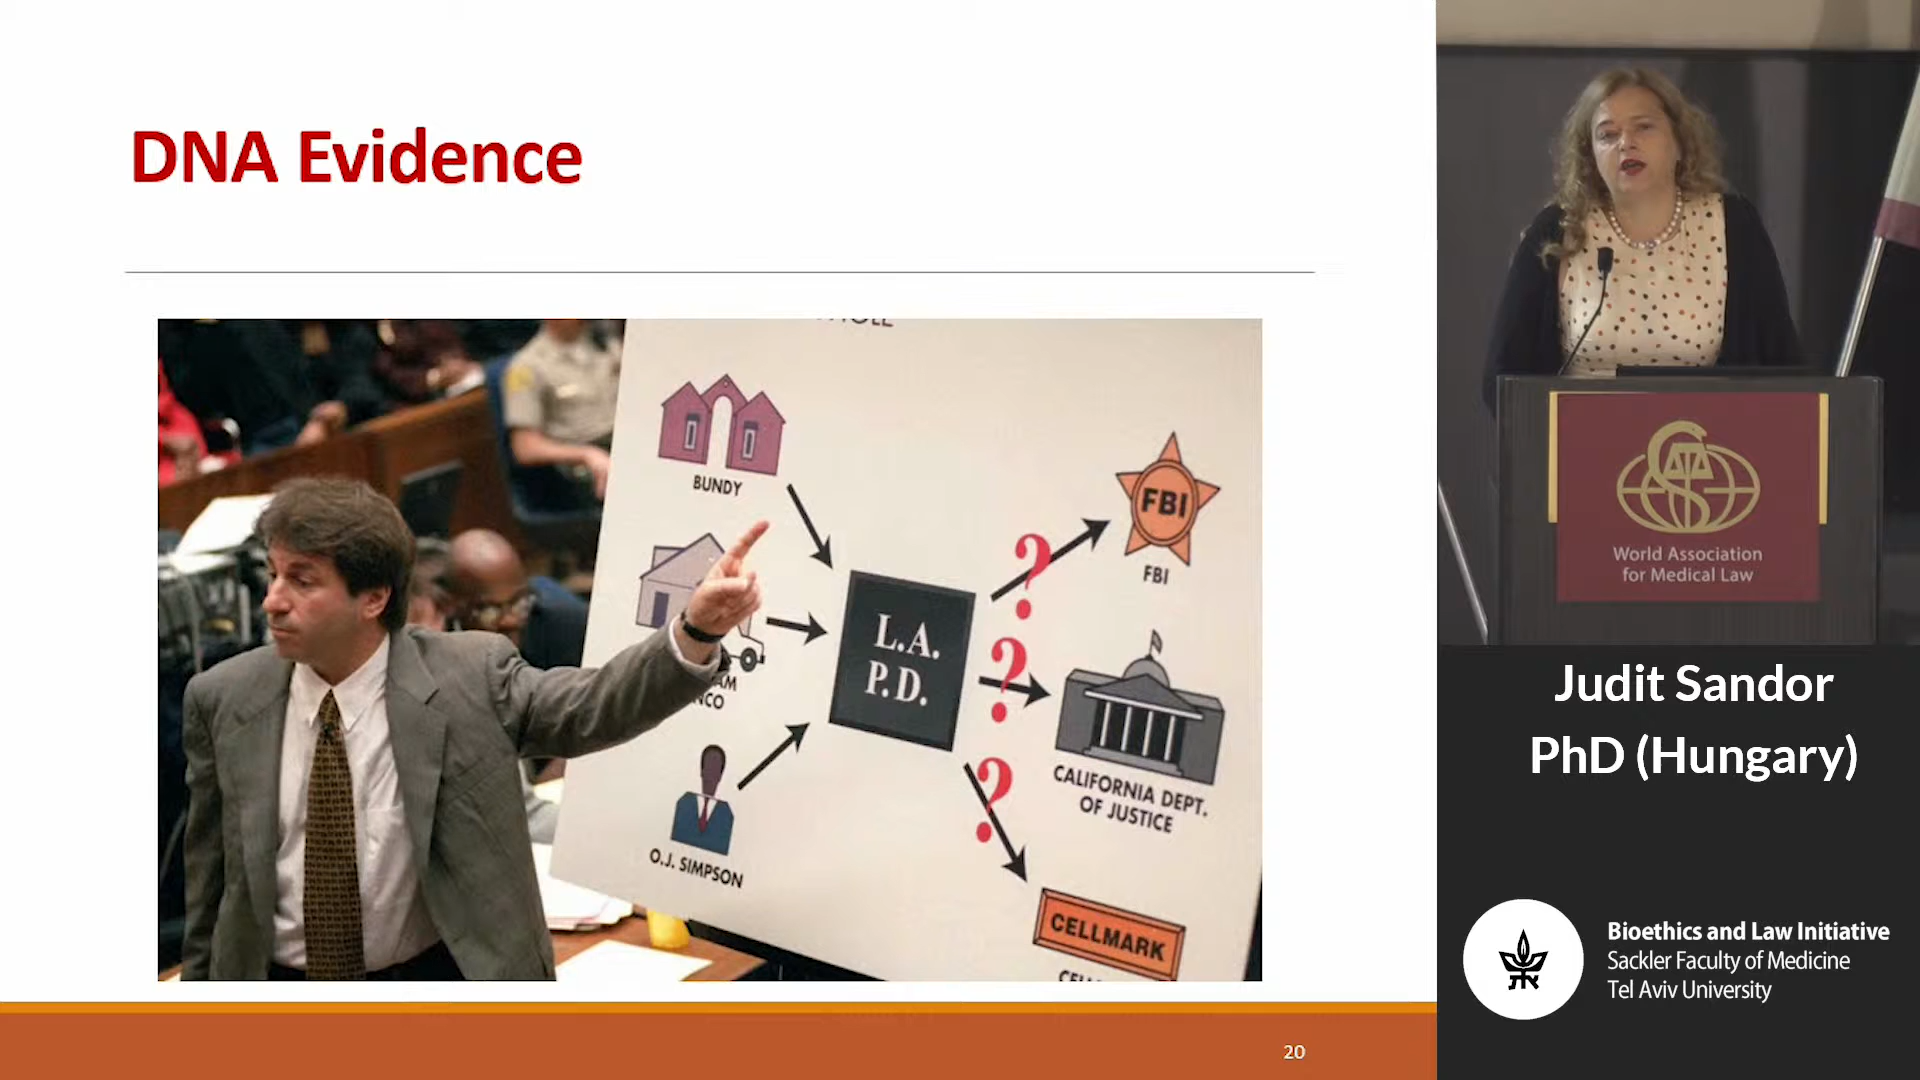 DNA Evidence
BUNDY
O.J. SIMPSON
L.A.
P.D.
?
?
?
FBI
FBI
CALIFORNIA DEPT.
OF JUSTICE
CELLMARK
20
World Association
for Medical Law
Judit Sandor
PhD (Hungary)
Bioethics and Law Initiative
Sackler Faculty of Medicine
Tel Aviv University